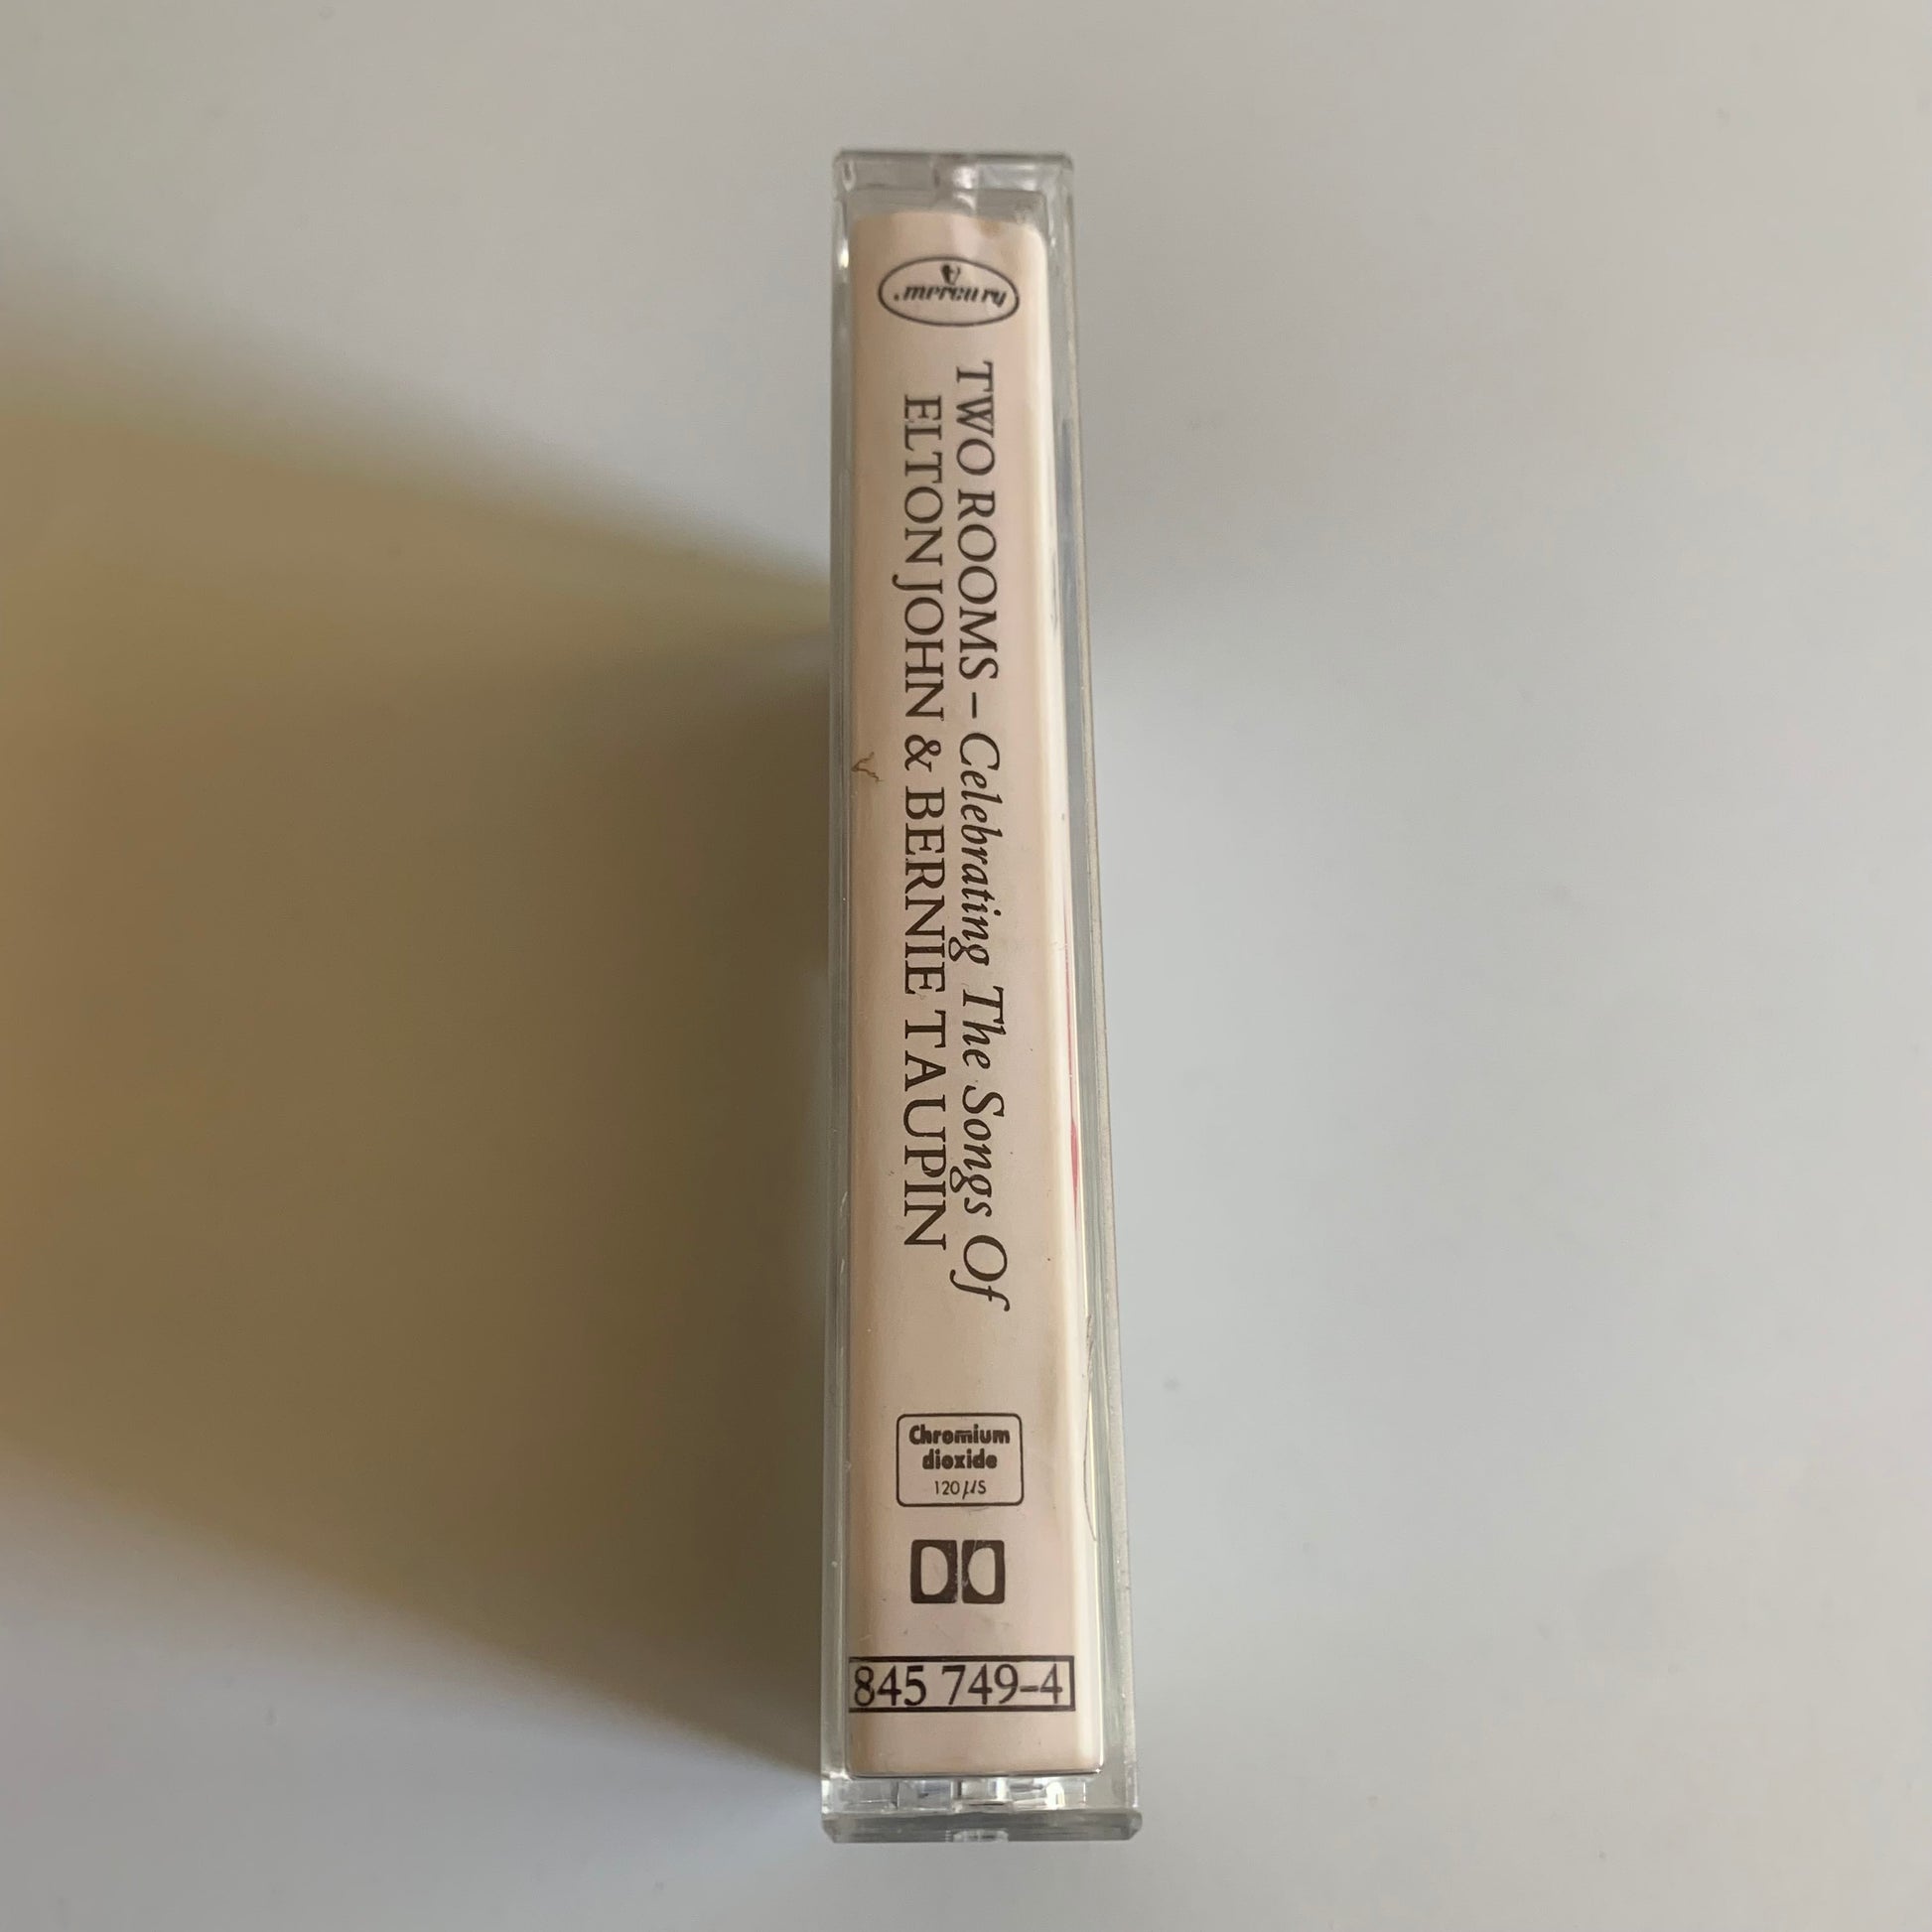 mercury
TWO ROOMS – Celebrating The Songs Of
ELTON JOHN & BERNIE TAUPIN
Chromium
dioxide
120 µs
845 749-4